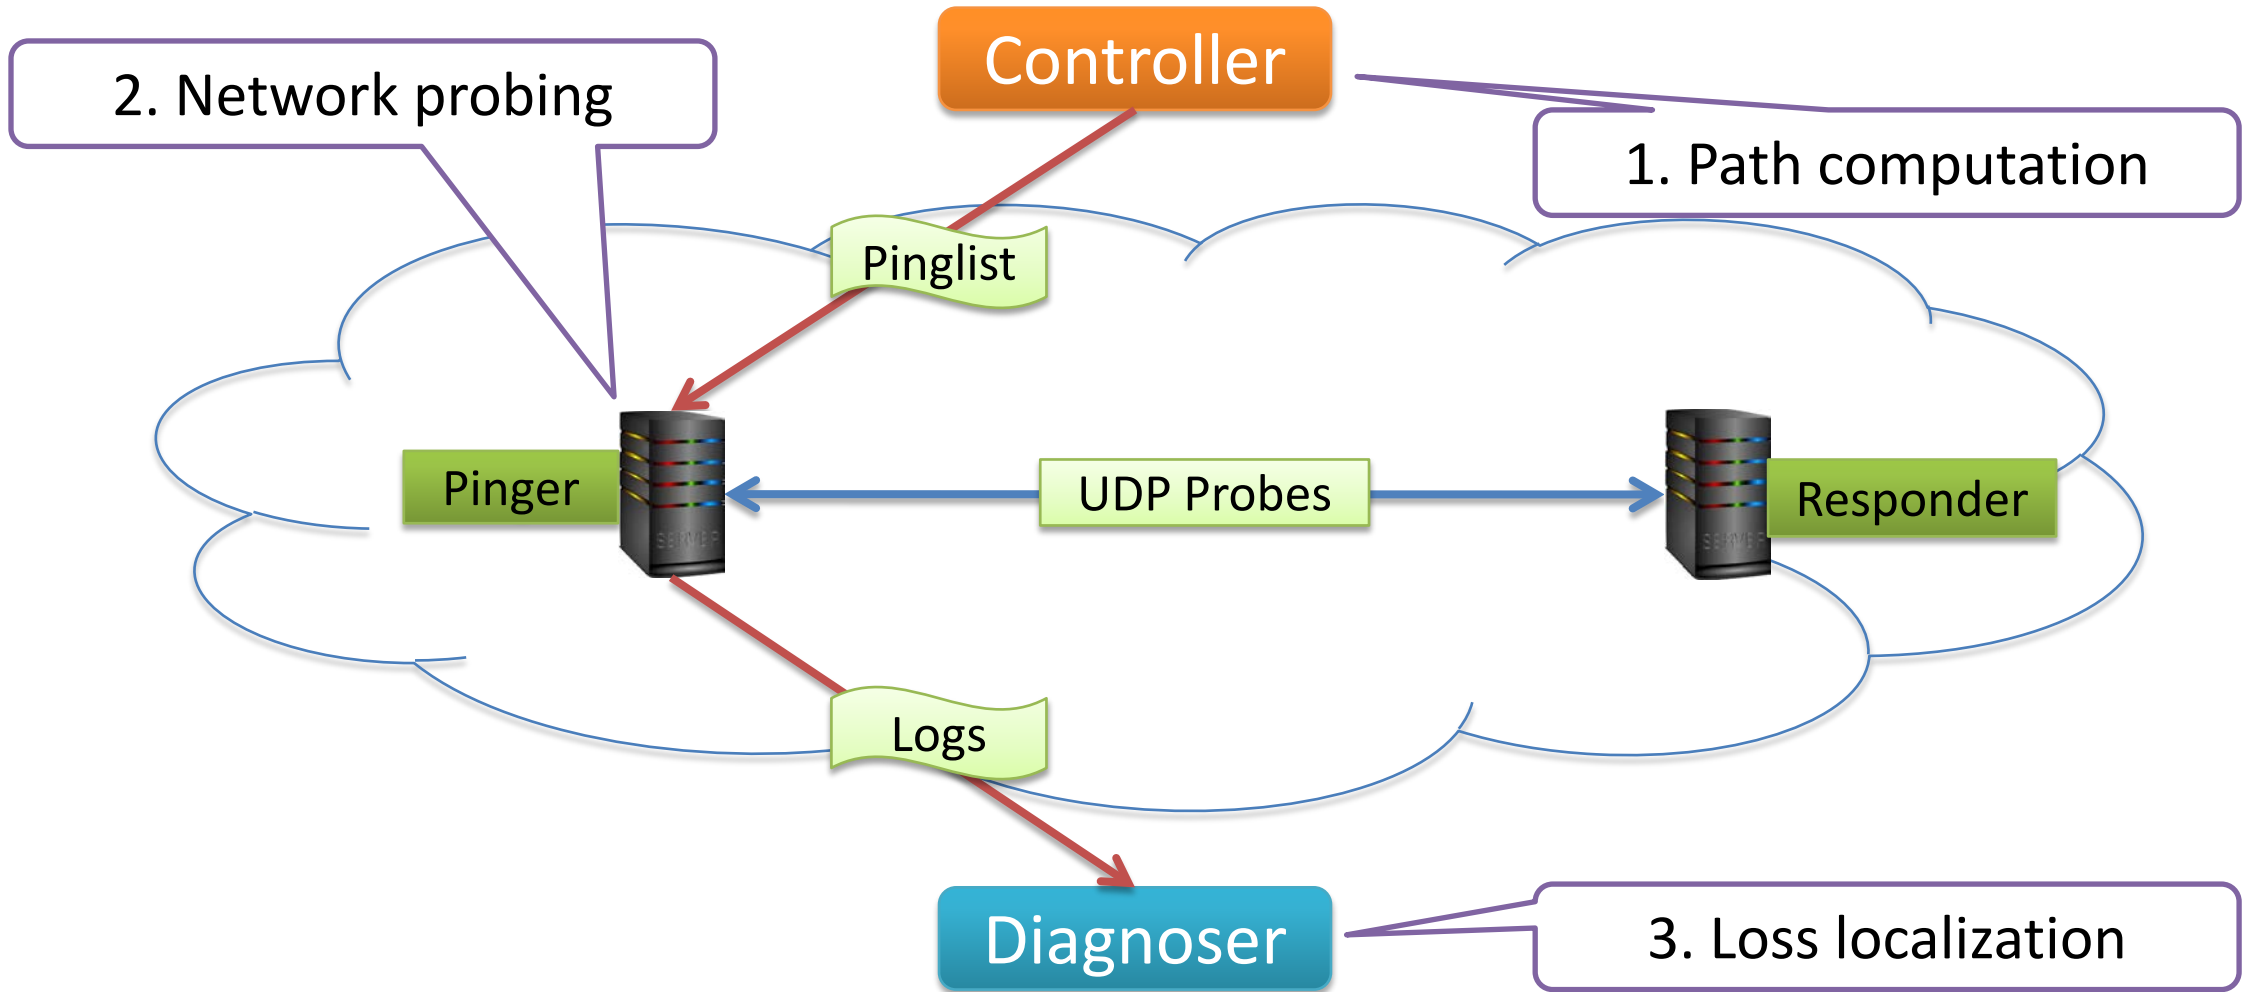 Controller
2. Network probing
1. Path computation
Pinglist
Pinger
UDP Probes
Responder
Logs
Diagnoser
3. Loss localization